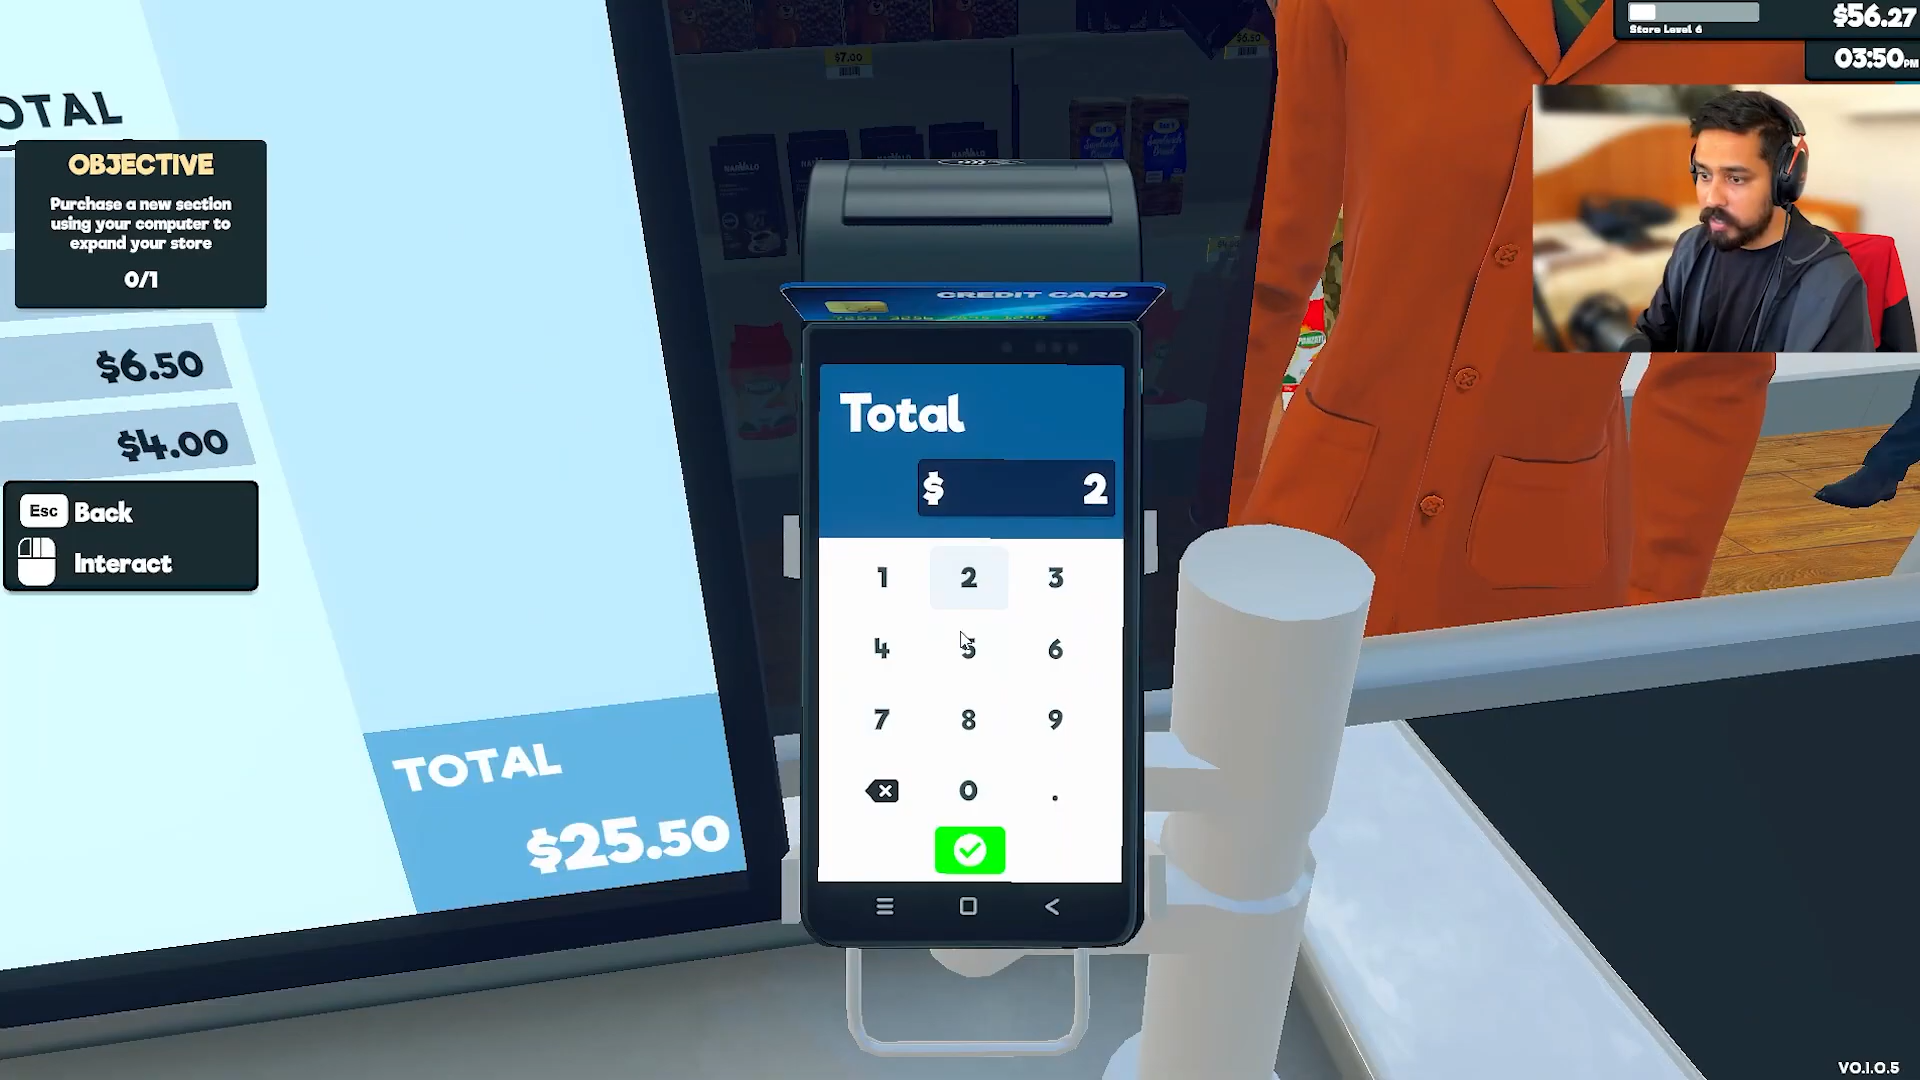 $56.27
Store Level 6
03:50PM
$7.00
$6.50
OTAL
OBJECTIVE
Purchase a new section
using your computer to
expand your store
0/1
$6.50
$4.00
Esc Back
Interact
CREDIT CARD
Total
$ 2
1 2 3
4 5 6
7 8 9
0 .
TOTAL
$25.50
V0.1.0.5